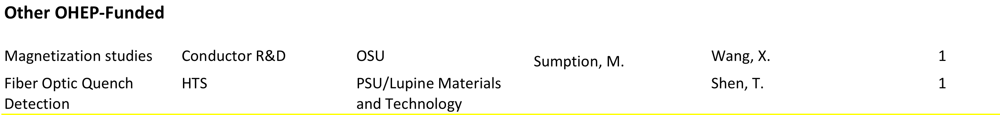 Other OHEP-Funded
Magnetization studies Conductor R&D OSU Sumption, M. Wang, X. 1
Fiber Optic Quench HTS PSU/Lupine Materials Shen, T. 1
Detection and Technology